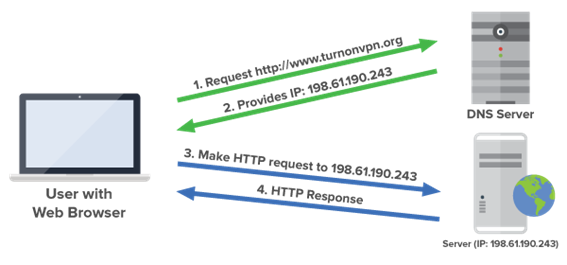 1. Request http://www.turnonvpn.org
2. Provides IP: 198.61.190.243
DNS Server
3. Make HTTP request to 198.61.190.243
4. HTTP Response
User with
Web Browser
Server (IP: 198.61.190.243)